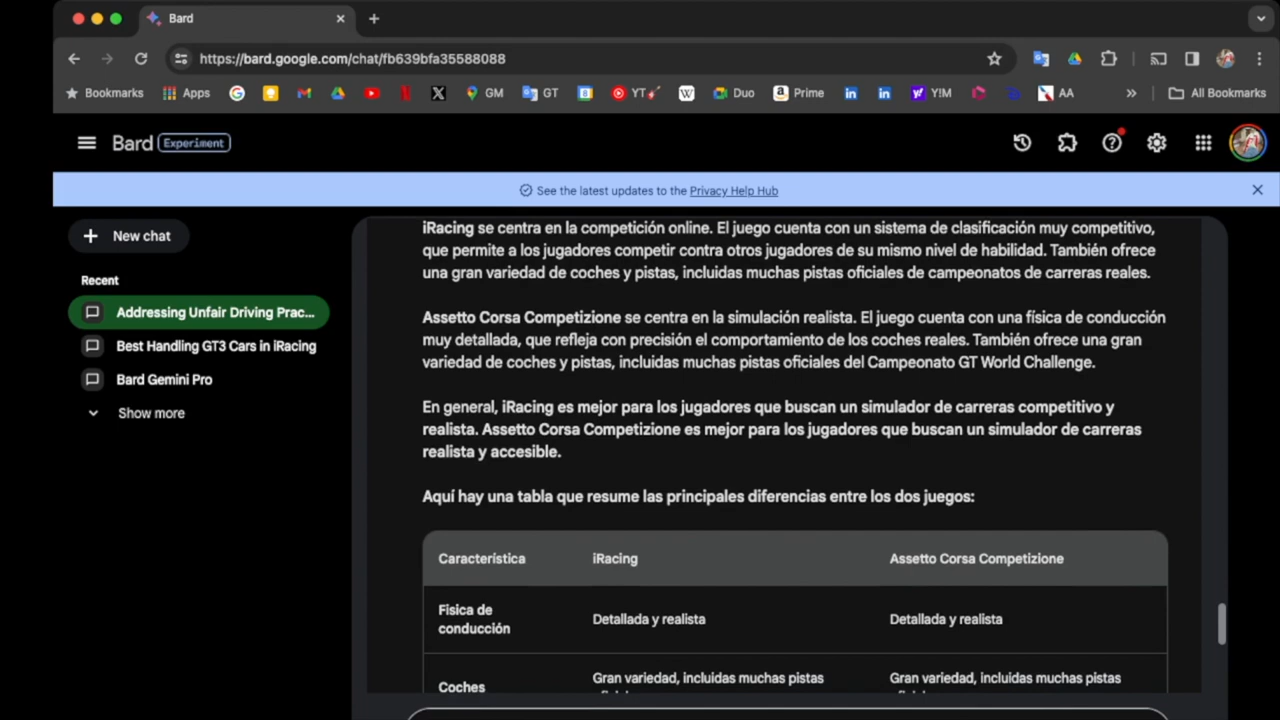 Bard
https://bard.google.com/chat/fb639bfa35588088
Bookmarks Apps GM GT YT Duo Prime Y!M AA » All Bookmarks
Bard Experiment
See the latest updates to the Privacy Help Hub
New chat
Recent
Addressing Unfair Driving Prac...
Best Handling GT3 Cars in iRacing
Bard Gemini Pro
Show more
iRacing se centra en la competición online. El juego cuenta con un sistema de clasificación muy competitivo,
que permite a los jugadores competir contra otros jugadores de su mismo nivel de habilidad. También ofrece
una gran variedad de coches y pistas, incluidas muchas pistas oficiales de campeonatos de carreras reales.
Assetto Corsa Competizione se centra en la simulación realista. El juego cuenta con una física de conducción
muy detallada, que refleja con precisión el comportamiento de los coches reales. También ofrece una gran
variedad de coches y pistas, incluidas muchas pistas oficiales del Campeonato GT World Challenge.
En general, iRacing es mejor para los jugadores que buscan un simulador de carreras competitivo y
realista. Assetto Corsa Competizione es mejor para los jugadores que buscan un simulador de carreras
realista y accesible.
Aquí hay una tabla que resume las principales diferencias entre los dos juegos:
Característica iRacing Assetto Corsa Competizione
Física de
conducción
Detallada y realista Detallada y realista
Coches
Gran variedad, incluidas muchas pistas Gran variedad, incluidas muchas pistas